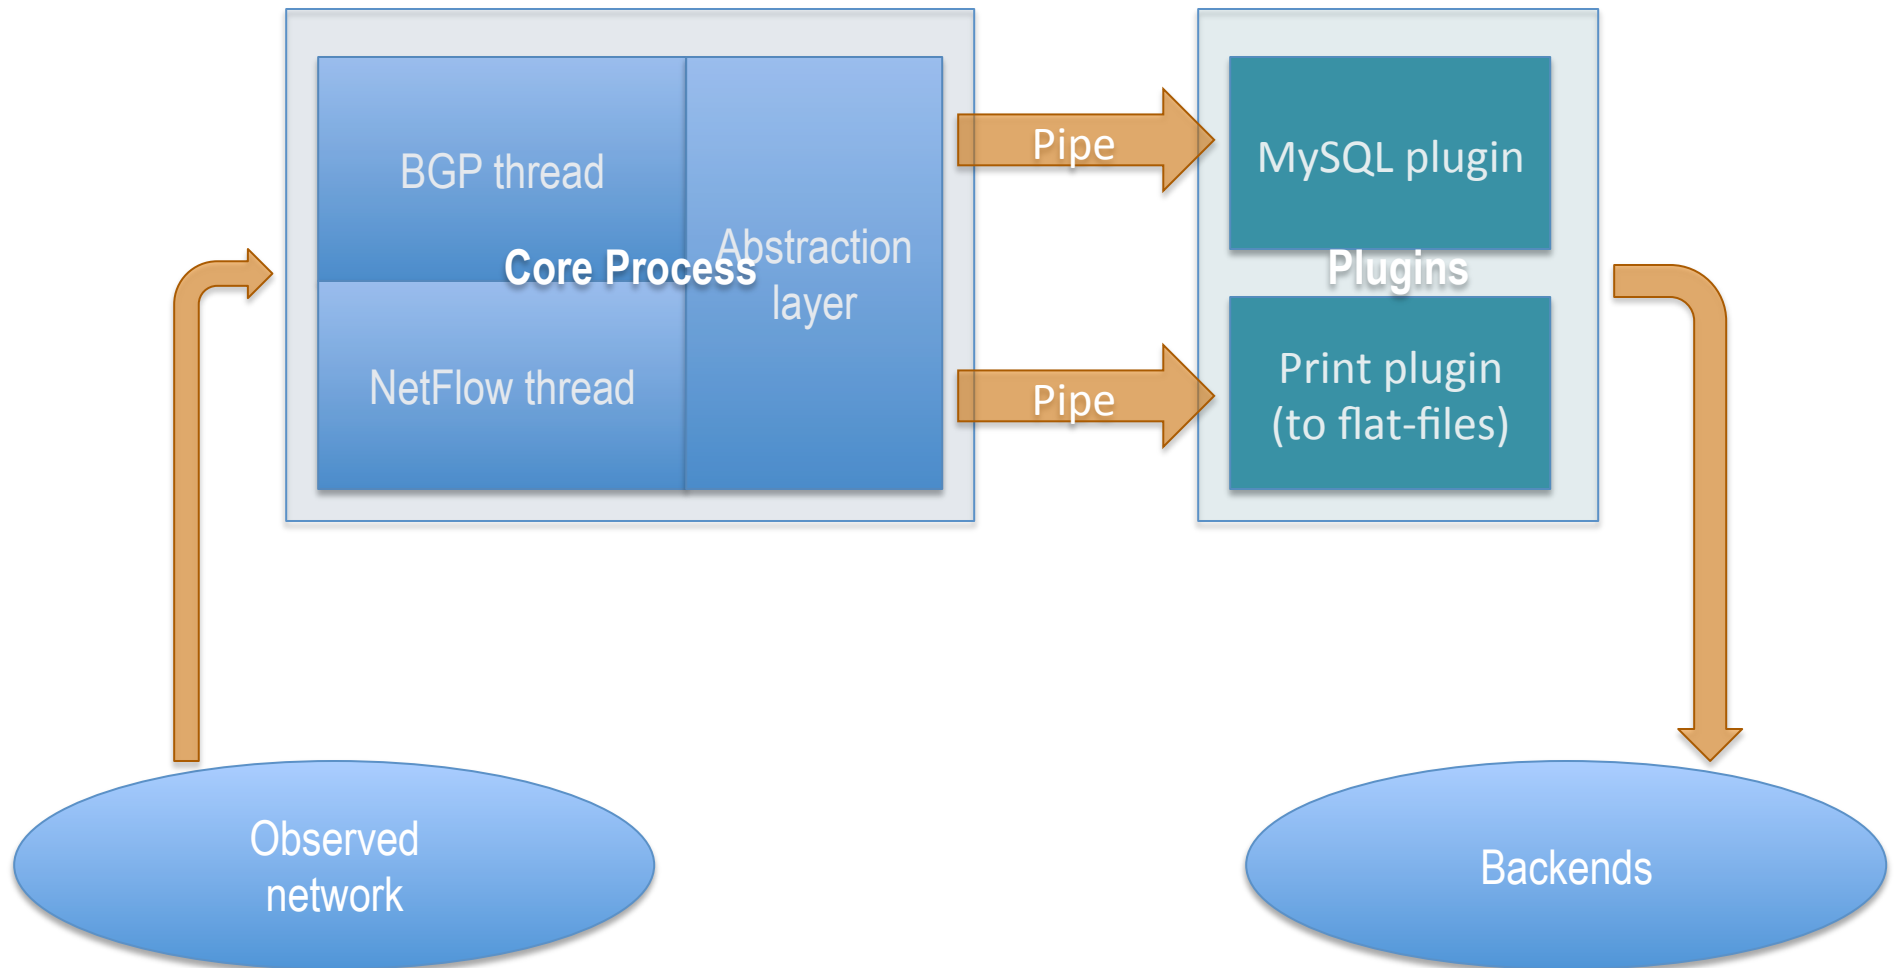 BGP thread
NetFlow thread
Core Process
Abstraction
layer
Pipe
Pipe
MySQL plugin
Plugins
Print plugin
(to flat-files)
Observed
network
Backends